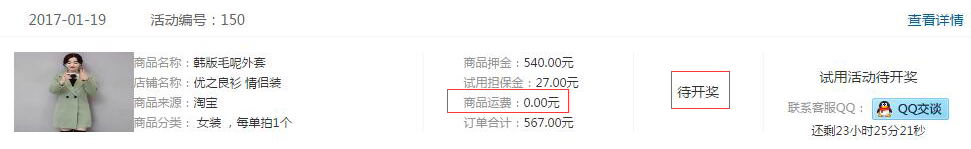 2017-01-19 活动编号：150 查看详情
商品名称：韩版毛呢外套
店铺名称：优之良衫 情侣装
商品来源：淘宝
商品分类： 女装 ，每单拍1个
商品押金：540.00元
试用担保金：27.00元
商品运费：0.00元
订单合计：567.00元
待开奖
试用活动待开奖
联系客服QQ： QQ交谈
还剩23小时25分21秒